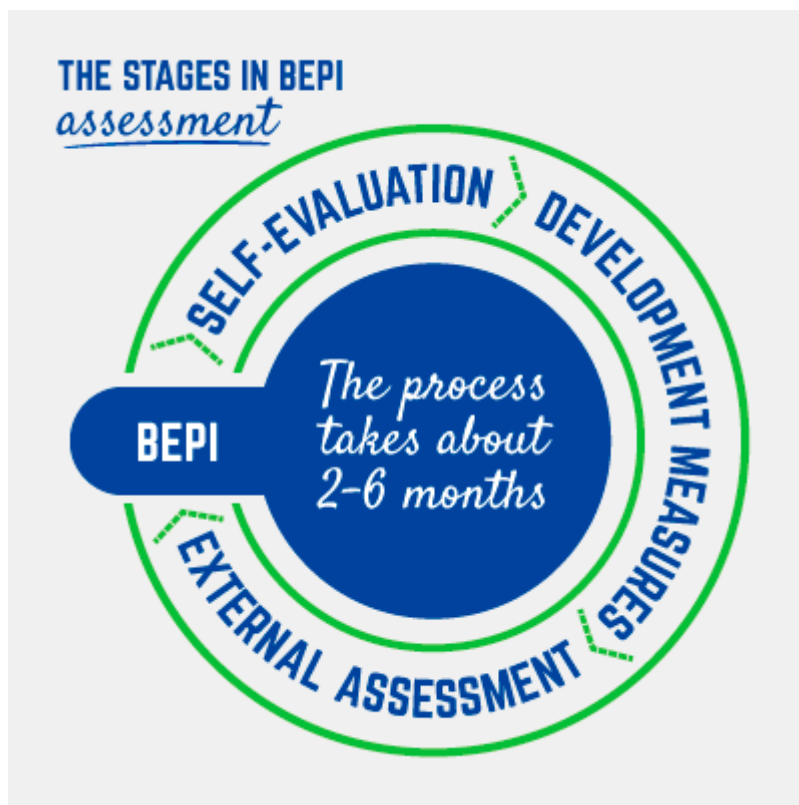 THE STAGES IN BEPI
assessment
SELF-EVALUATION
DEVELOPMENT MEASURES
EXTERNAL ASSESSMENT
BEPI
The process
takes about
2–6 months